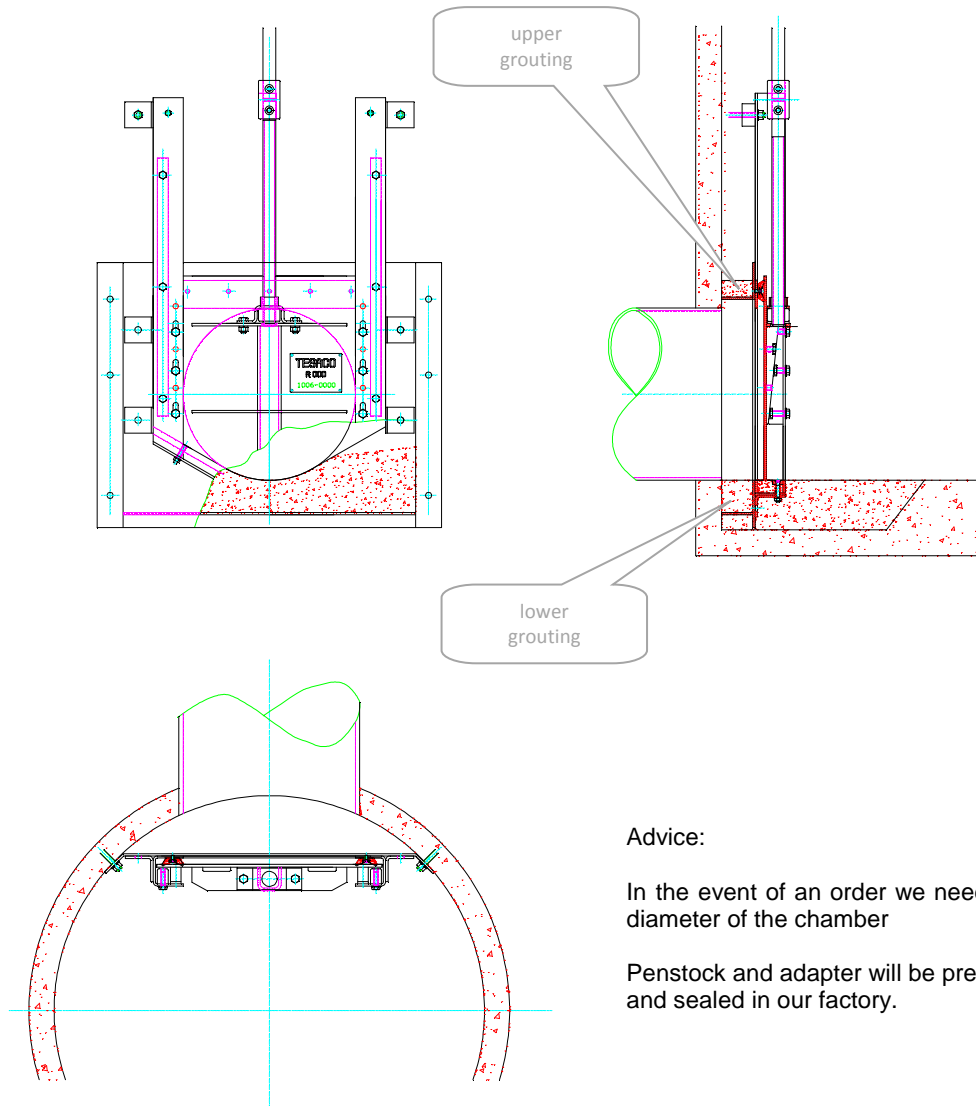 upper
grouting
TESACO
R 000
1006-0000
lower
grouting
Advice:
In the event of an order we need
diameter of the chamber
Penstock and adapter will be pre
and sealed in our factory.